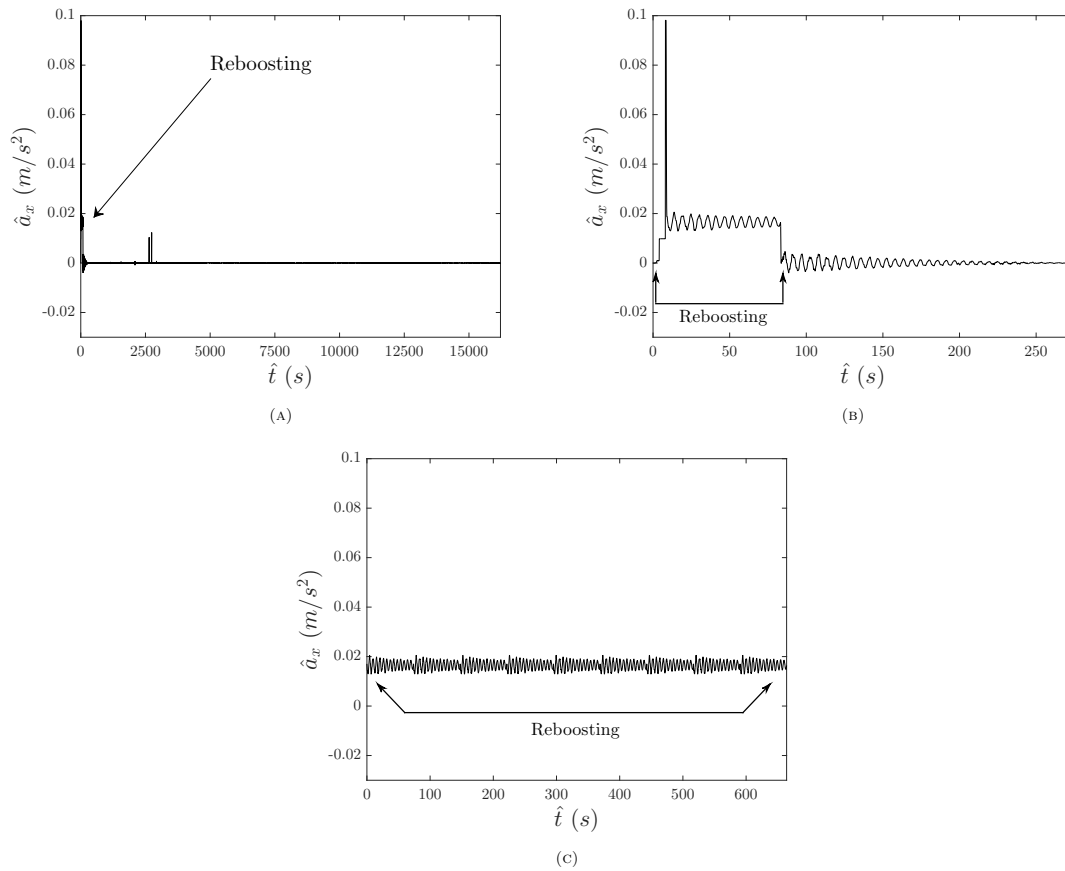 0.1
0.08
0.06
0.04
0.02
0
-0.02
â_x (m/s²)
Reboosting
0 2500 5000 7500 10000 12500 15000
t̂ (s)
(A)
0.1
0.08
0.06
0.04
0.02
0
-0.02
â_x (m/s²)
Reboosting
0 50 100 150 200 250
t̂ (s)
(B)
0.1
0.08
0.06
0.04
0.02
0
-0.02
â_x (m/s²)
Reboosting
0 100 200 300 400 500 600
t̂ (s)
(C)